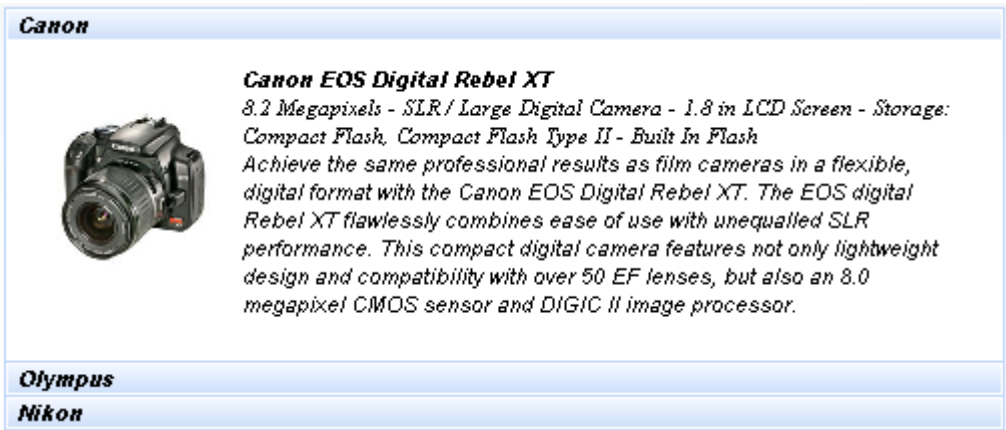 Canon
Canon EOS Digital Rebel XT
8.2 Megapixels - SLR / Large Digital Camera - 1.8 in LCD Screen - Storage:
Compact Flash, Compact Flash Type II - Built In Flash
Achieve the same professional results as film cameras in a flexible,
digital format with the Canon EOS Digital Rebel XT. The EOS digital
Rebel XT flawlessly combines ease of use with unequalled SLR
performance. This compact digital camera features not only lightweight
design and compatibility with over 50 EF lenses, but also an 8.0
megapixel CMOS sensor and DIGIC II image processor.
Olympus
Nikon